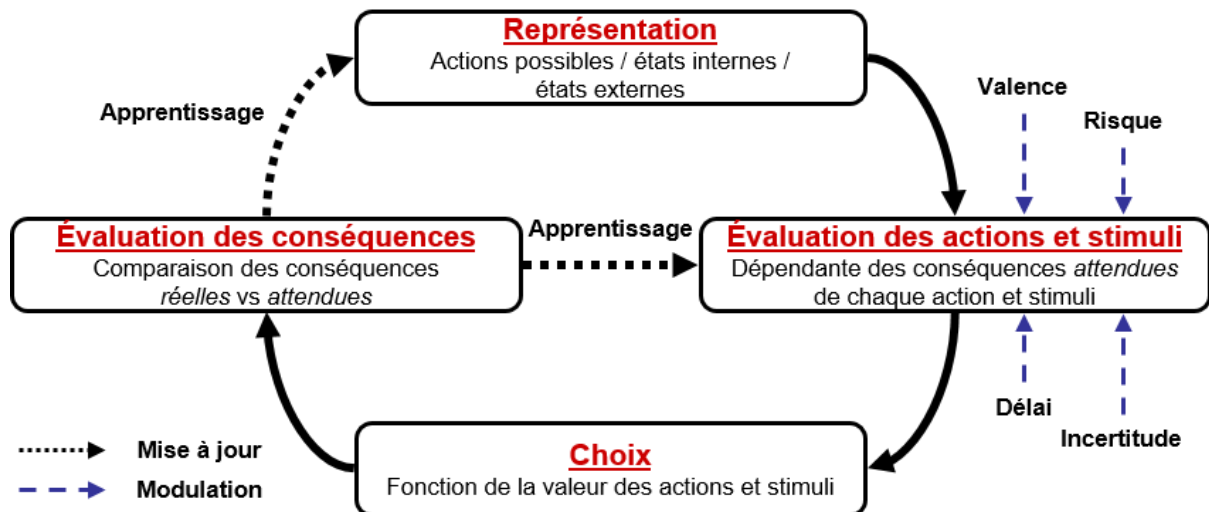 Représentation
Actions possibles / états internes /
états externes
Apprentissage
Valence
Risque
Évaluation des conséquences
Comparaison des conséquences
réelles vs attendues
Apprentissage
Évaluation des actions et stimuli
Dépendante des conséquences attendues
de chaque action et stimuli
Délai
Incertitude
Choix
Fonction de la valeur des actions et stimuli
Mise à jour
Modulation